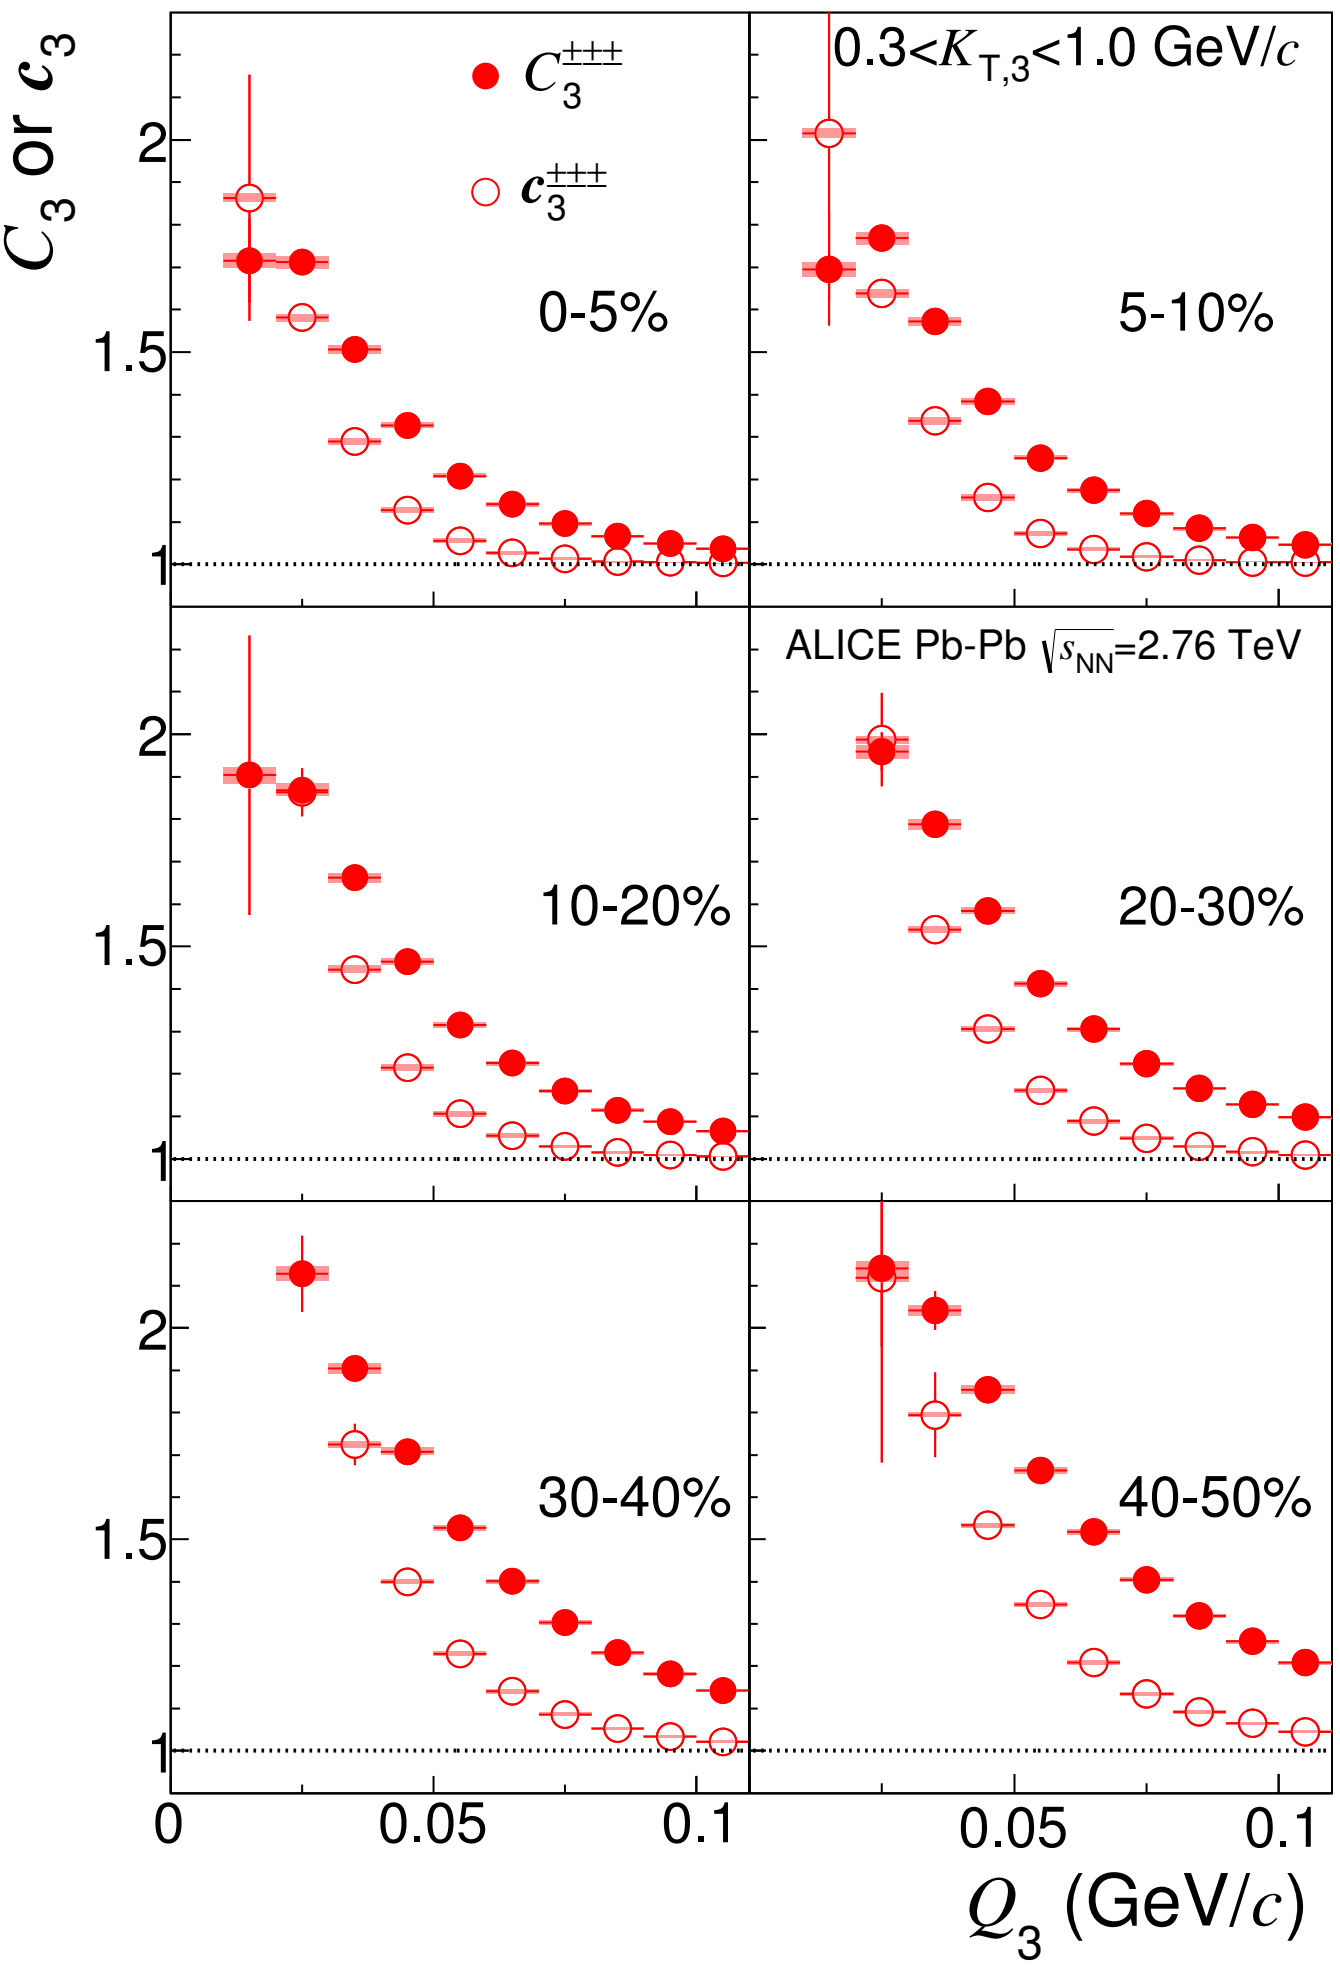 C₃ or c₃
C₃^±±±
c₃^±±±
0.3<K_T,3<1.0 GeV/c
2
1.5
1
0-5%
5-10%
ALICE Pb-Pb √s_NN=2.76 TeV
2
1.5
1
10-20%
20-30%
2
1.5
1
30-40%
40-50%
0 0.05 0.1 0.05 0.1
Q₃ (GeV/c)